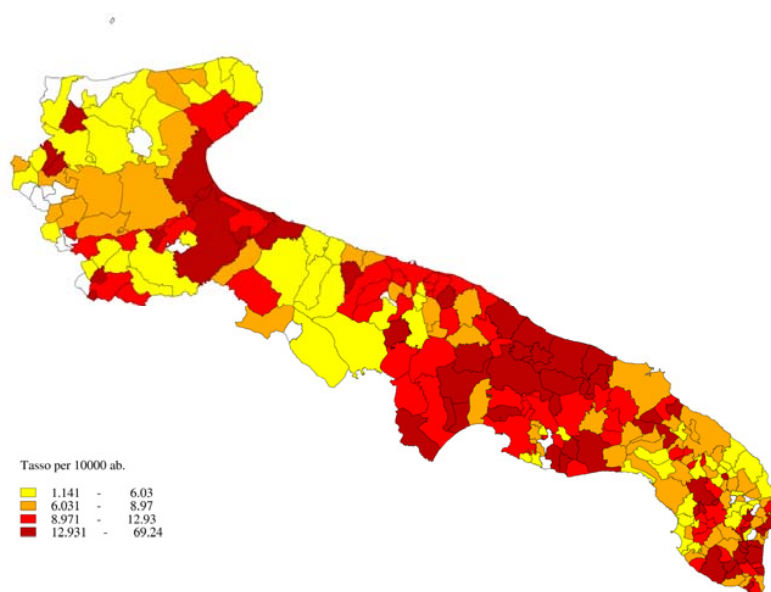 Tasso per 10000 ab.
1.141 - 6.03
6.031 - 8.97
8.971 - 12.93
12.931 - 69.24